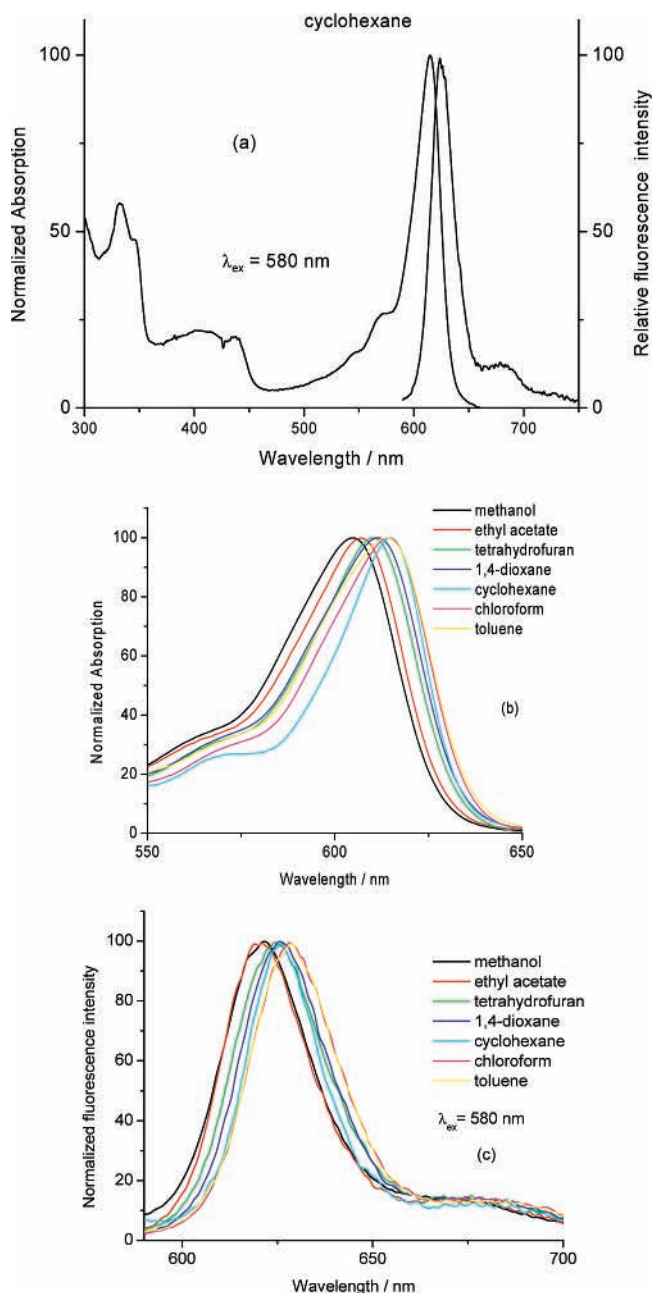 cyclohexane
100
100
(a)
Normalized Absorption
Relative fluorescence intensity
50
50
λex = 580 nm
0
0
300
400
500
600
700
Wavelength / nm
methanol
ethyl acetate
tetrahydrofuran
1,4-dioxane
cyclohexane
chloroform
toluene
100
80
60
40
20
0
Normalized Absorption
(b)
550
600
650
Wavelength / nm
methanol
ethyl acetate
tetrahydrofuran
1,4-dioxane
cyclohexane
chloroform
toluene
100
80
60
40
20
0
Normalized fluorescence intensity
λex = 580 nm
(c)
600
650
700
Wavelength / nm